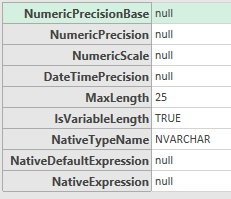 NumericPrecisionBase null
NumericPrecision null
NumericScale null
DateTimePrecision null
MaxLength 25
IsVariableLength TRUE
NativeTypeName NVARCHAR
NativeDefaultExpression null
NativeExpression null